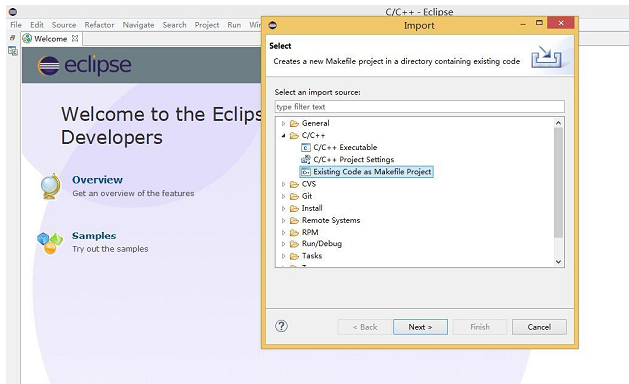 C/C++ - Eclipse
File Edit Source Refactor Navigate Search Project Run
Welcome
eclipse
Welcome to the Eclips
Developers
Overview
Get an overview of the features
Samples
Try out the samples
Import
Select
Creates a new Makefile project in a directory containing existing code
Select an import source:
type filter text
General
C/C++
C/C++ Executable
C/C++ Project Settings
Existing Code as Makefile Project
CVS
Git
Install
Remote Systems
RPM
Run/Debug
Tasks
< Back Next > Finish Cancel